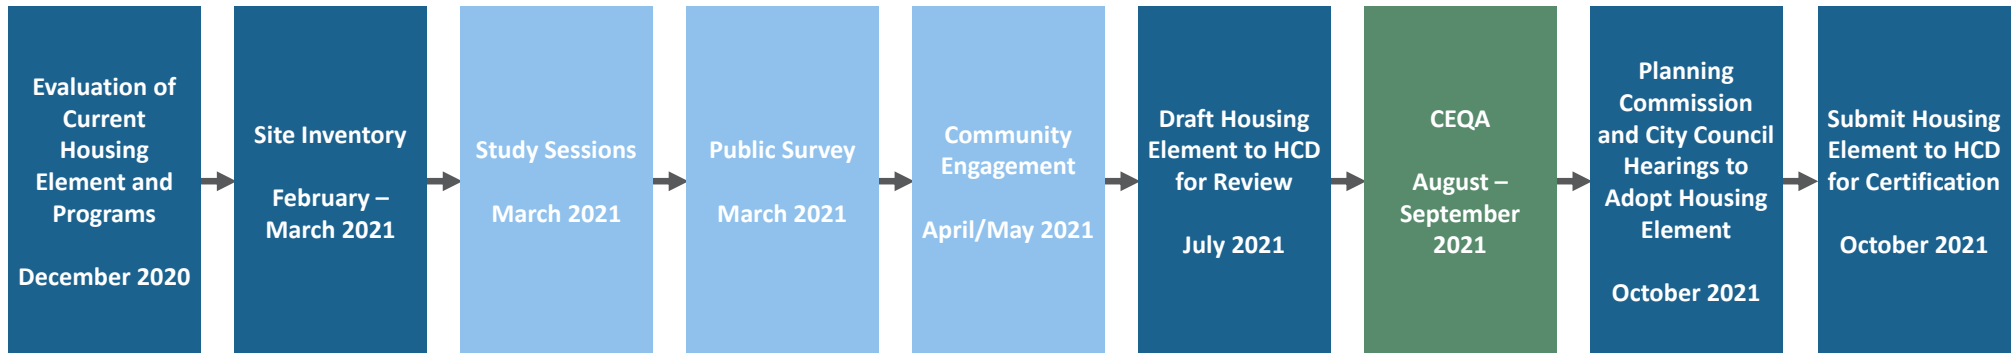 Evaluation of
Current
Housing
Element and
Programs
December 2020
Site Inventory
February –
March 2021
Study Sessions
March 2021
Public Survey
March 2021
Community
Engagement
April/May 2021
Draft Housing
Element to HCD
for Review
July 2021
CEQA
August –
September
2021
Planning
Commission
and City Council
Hearings to
Adopt Housing
Element
October 2021
Submit Housing
Element to HCD
for Certification
October 2021